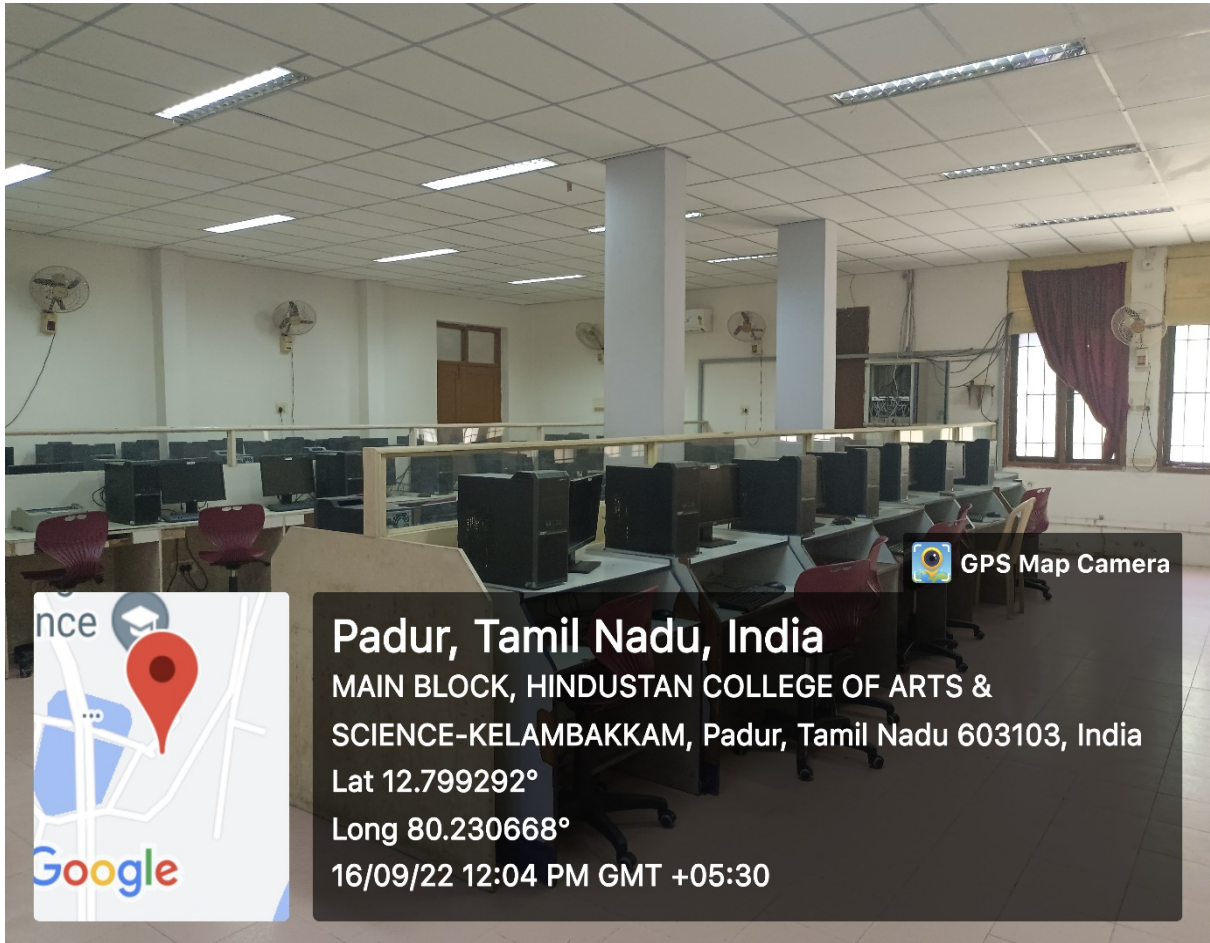 GPS Map Camera
nce
Google
Padur, Tamil Nadu, India
MAIN BLOCK, HINDUSTAN COLLEGE OF ARTS &
SCIENCE-KELAMBAKKAM, Padur, Tamil Nadu 603103, India
Lat 12.799292°
Long 80.230668°
16/09/22 12:04 PM GMT +05:30